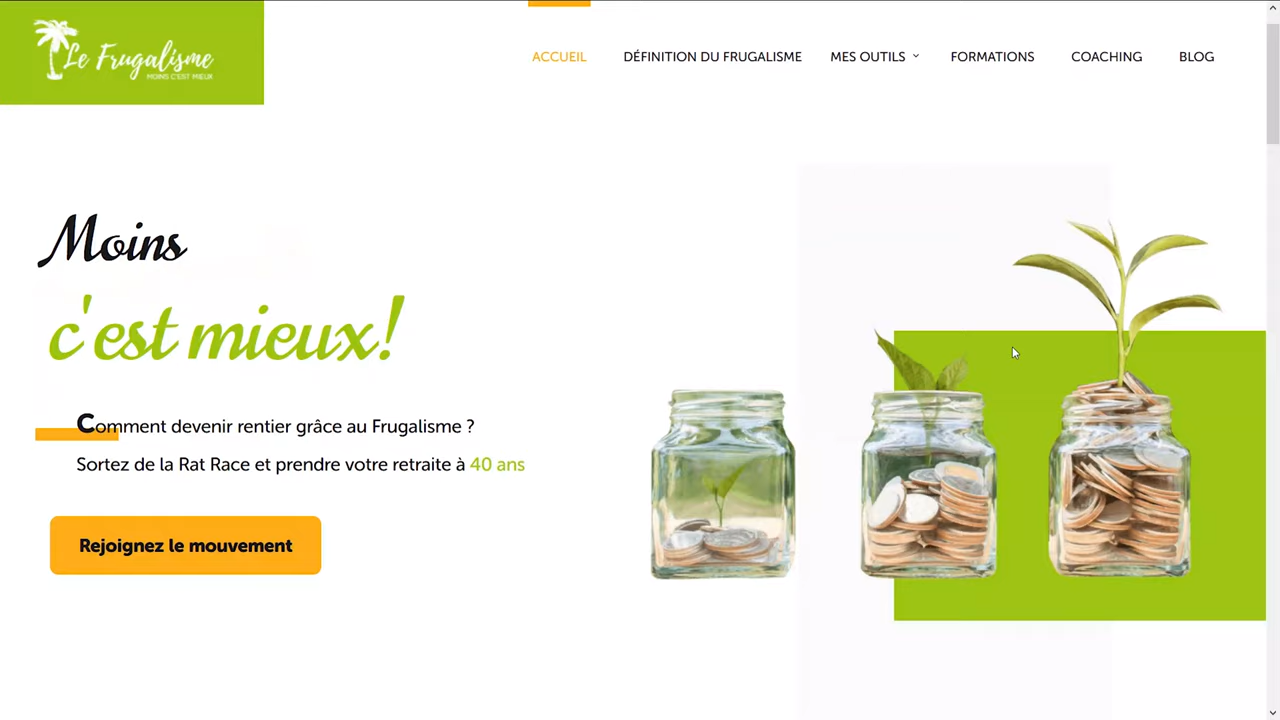 Le Frugalisme
MOINS C'EST MIEUX
ACCUEIL
DÉFINITION DU FRUGALISME
MES OUTILS
FORMATIONS
COACHING
BLOG
Moins
c'est mieux!
Comment devenir rentier grâce au Frugalisme ?
Sortez de la Rat Race et prendre votre retraite à 40 ans
Rejoignez le mouvement